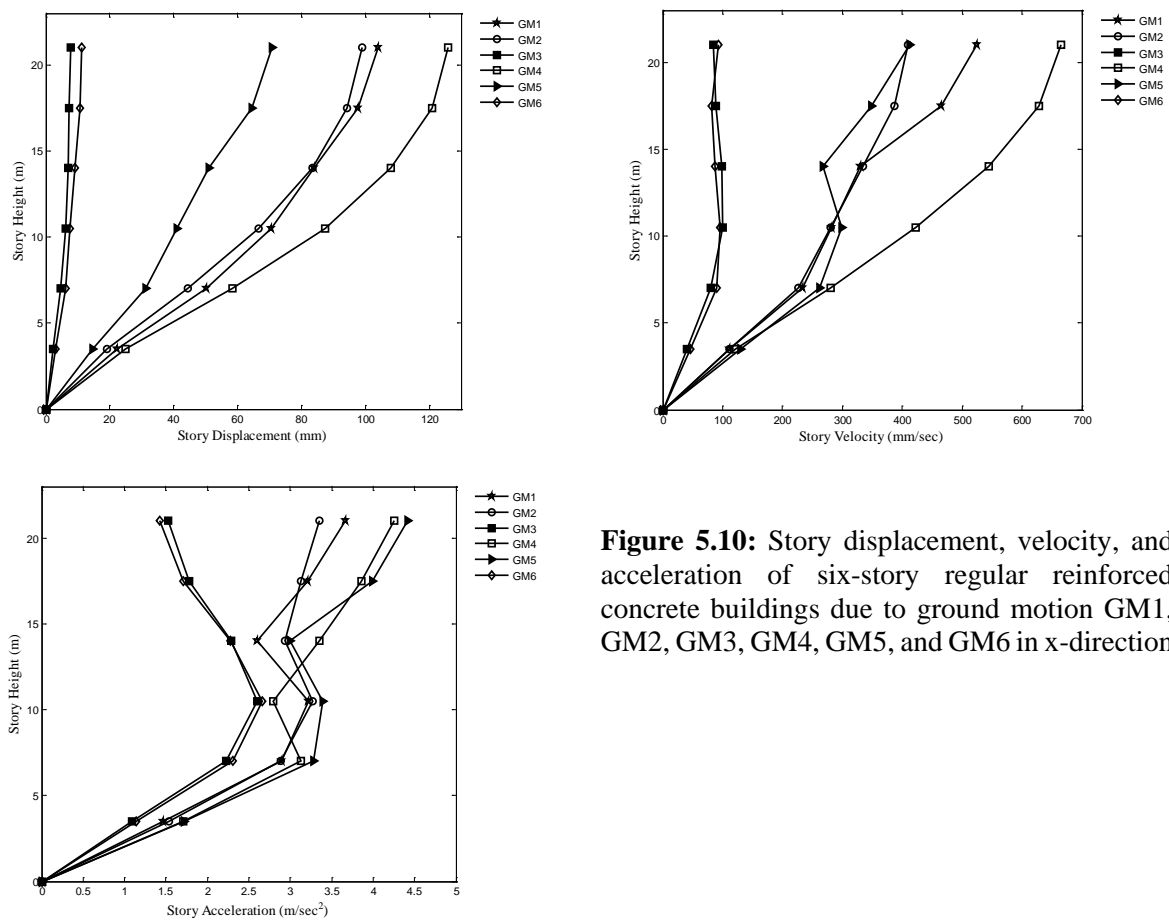 GM1
GM2
GM3
GM4
GM5
GM6
20
15
10
5
0
0 20 40 60 80 100 120
Story Height (m)
Story Displacement (mm)
GM1
GM2
GM3
GM4
GM5
GM6
20
15
10
5
0
0 100 200 300 400 500 600 700
Story Height (m)
Story Velocity (mm/sec)
GM1
GM2
GM3
GM4
GM5
GM6
20
15
10
5
0
0 0.5 1 1.5 2 2.5 3 3.5 4 4.5 5
Story Height (m)
Story Acceleration (m/sec²)
Figure 5.10: Story displacement, velocity, and
acceleration of six-story regular reinforced
concrete buildings due to ground motion GM1,
GM2, GM3, GM4, GM5, and GM6 in x-direction